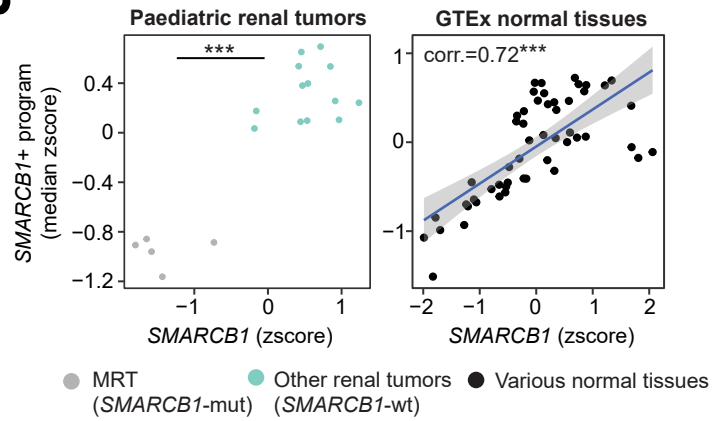 Paediatric renal tumors
GTEx normal tissues
***
corr.=0.72***
SMARCB1+ program
(median zscore)
0.4
0
−0.4
−0.8
−1.2
1
0
−1
−1 0 1
−2 −1 0 1 2
SMARCB1 (zscore)
SMARCB1 (zscore)
MRT
(SMARCB1-mut)
Other renal tumors
(SMARCB1-wt)
Various normal tissues